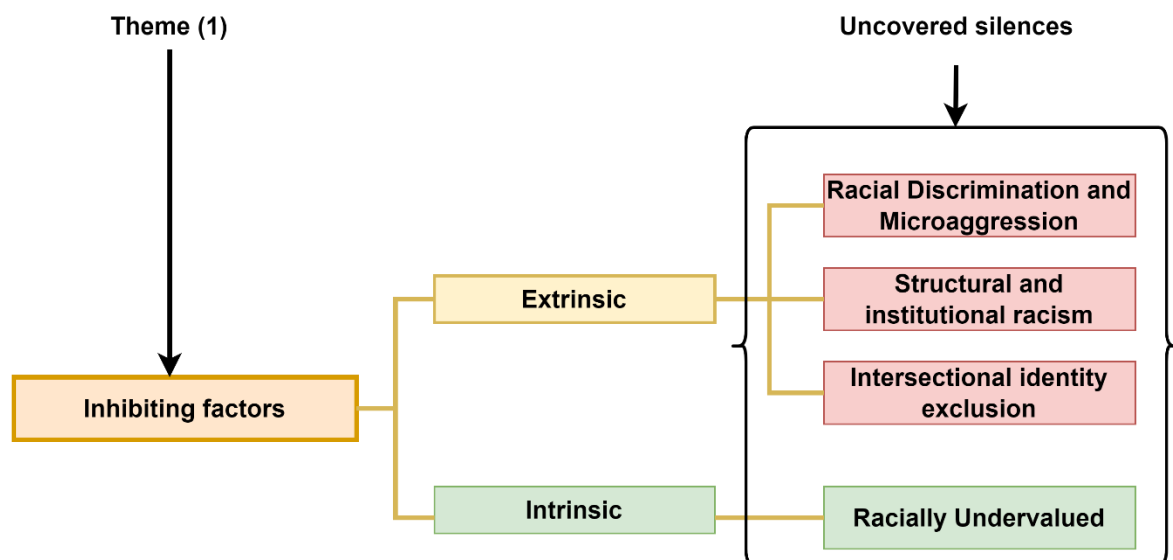 Theme (1)
Uncovered silences
Racial Discrimination and
Microaggression
Extrinsic
Structural and
institutional racism
Inhibiting factors
Intersectional identity
exclusion
Intrinsic
Racially Undervalued